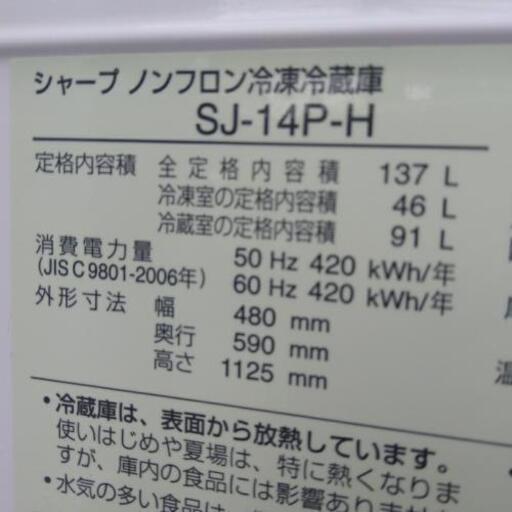 シャープ ノンフロン冷凍冷蔵庫
SJ-14P-H
定格内容積 全定格内容積 137 L
冷凍室の定格内容積 46 L
冷蔵室の定格内容積 91 L
消費電力量 50 Hz 420 kWh/年
(JIS C 9801-2006年) 60 Hz 420 kWh/年
外形寸法 幅 480 mm
奥行 590 mm
高さ 1125 mm
•冷蔵庫は、表面から放熱しています。
使いはじめや夏場は、特に熱くなりま
すが、庫内の食品には影響ありません
•水気の多い食品は
温